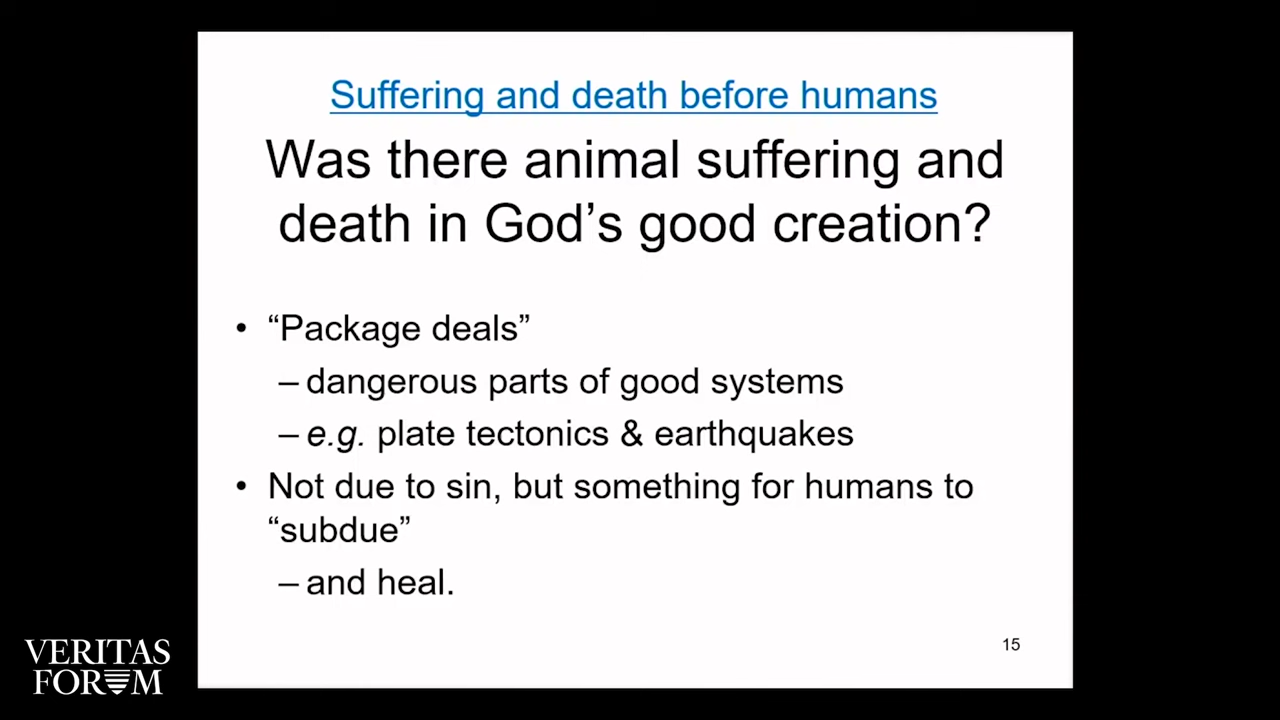 Suffering and death before humans
Was there animal suffering and
death in God’s good creation?
• “Package deals”
– dangerous parts of good systems
– e.g. plate tectonics & earthquakes
• Not due to sin, but something for humans to
“subdue”
– and heal.
15
VERITAS
FORUM